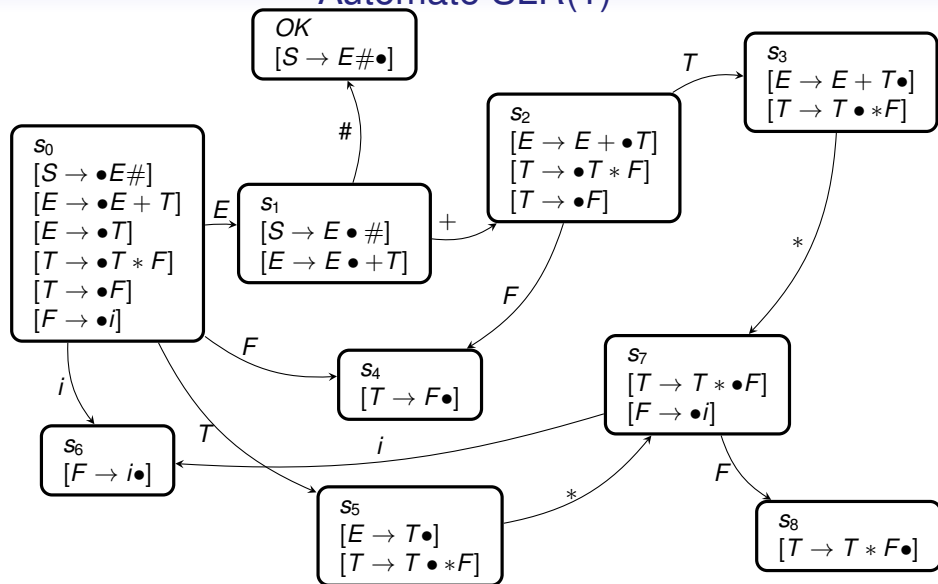 Automate SLR(1)
OK
[S → E#•]
s₀
[S → •E#]
[E → •E + T]
[E → •T]
[T → •T ∗ F]
[T → •F]
[F → •i]
E
s₁
[S → E • #]
[E → E • +T]
#
+
s₂
[E → E + •T]
[T → •T ∗ F]
[T → •F]
T
s₃
[E → E + T•]
[T → T • ∗F]
∗
F
F
s₄
[T → F•]
i
T
s₆
[F → i•]
i
s₇
[T → T ∗ •F]
[F → •i]
s₅
[E → T•]
[T → T • ∗F]
∗
F
s₈
[T → T ∗ F•]